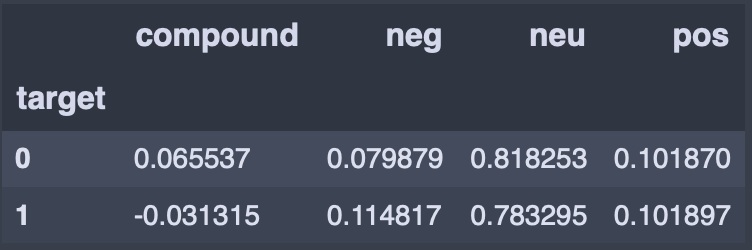 compound neg neu pos
target
0 0.065537 0.079879 0.818253 0.101870
1 -0.031315 0.114817 0.783295 0.101897